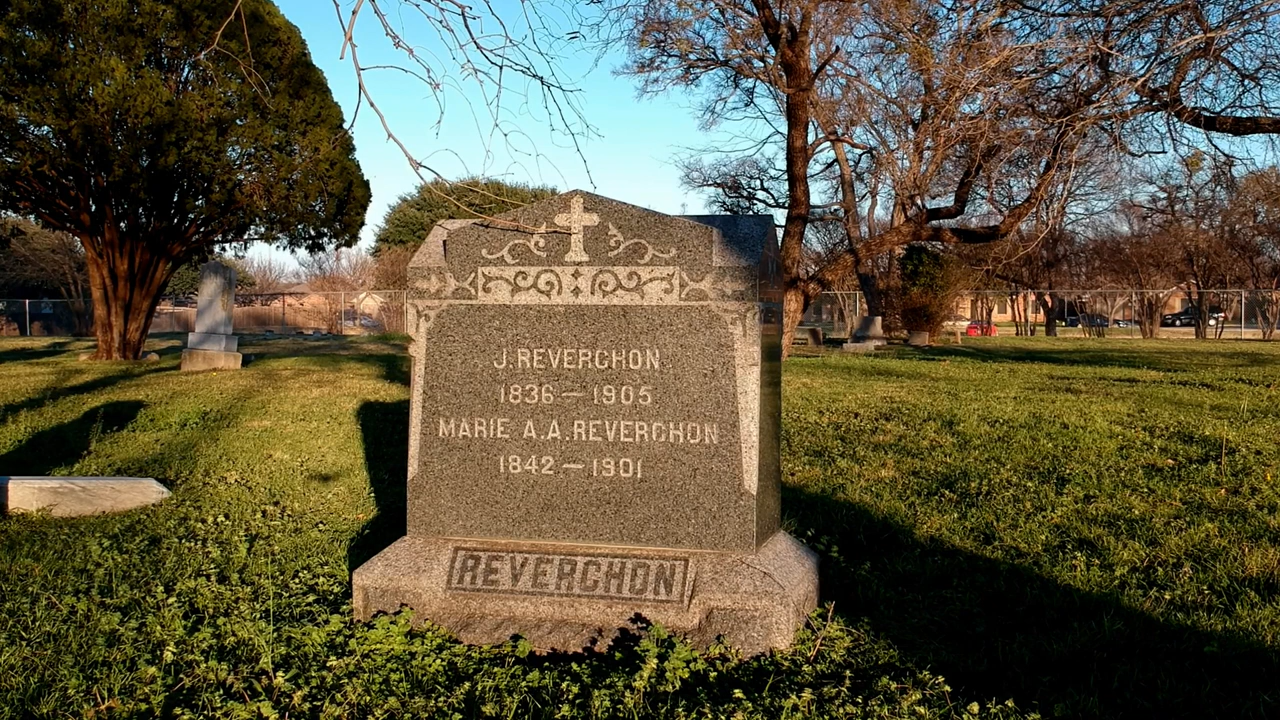 J. REVERCHON
1836 — 1905
MARIE A.A. REVERCHON
1842 — 1901
REVERCHON